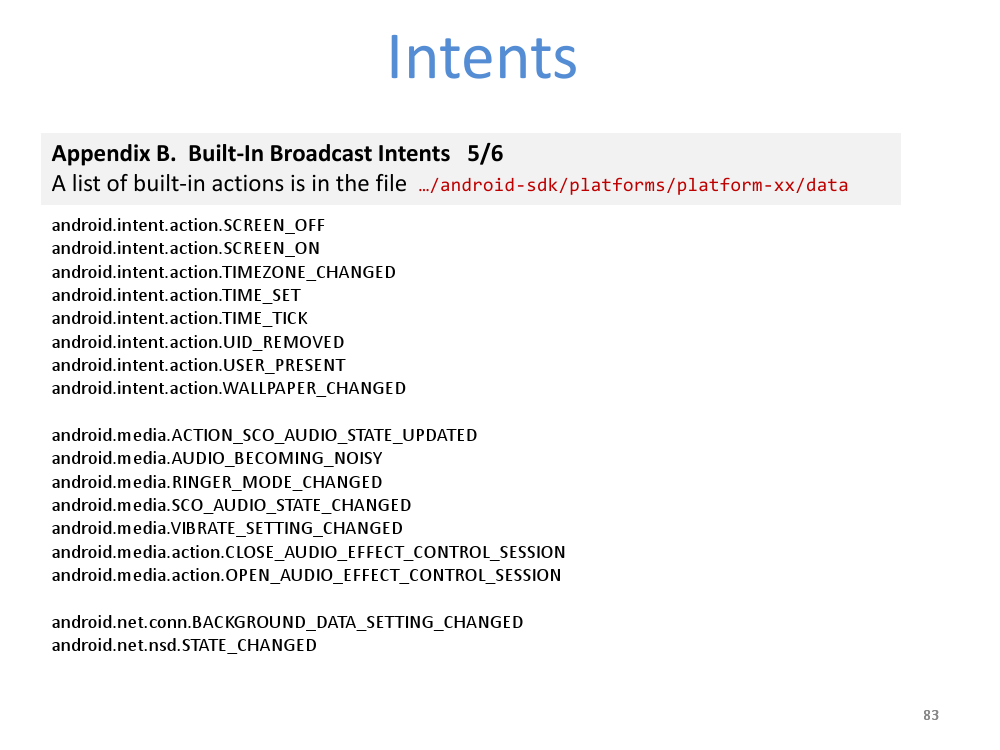 Intents
Appendix B. Built-In Broadcast Intents 5/6
A list of built-in actions is in the file …/android-sdk/platforms/platform-xx/data
android.intent.action.SCREEN_OFF
android.intent.action.SCREEN_ON
android.intent.action.TIMEZONE_CHANGED
android.intent.action.TIME_SET
android.intent.action.TIME_TICK
android.intent.action.UID_REMOVED
android.intent.action.USER_PRESENT
android.intent.action.WALLPAPER_CHANGED
android.media.ACTION_SCO_AUDIO_STATE_UPDATED
android.media.AUDIO_BECOMING_NOISY
android.media.RINGER_MODE_CHANGED
android.media.SCO_AUDIO_STATE_CHANGED
android.media.VIBRATE_SETTING_CHANGED
android.media.action.CLOSE_AUDIO_EFFECT_CONTROL_SESSION
android.media.action.OPEN_AUDIO_EFFECT_CONTROL_SESSION
android.net.conn.BACKGROUND_DATA_SETTING_CHANGED
android.net.nsd.STATE_CHANGED
83